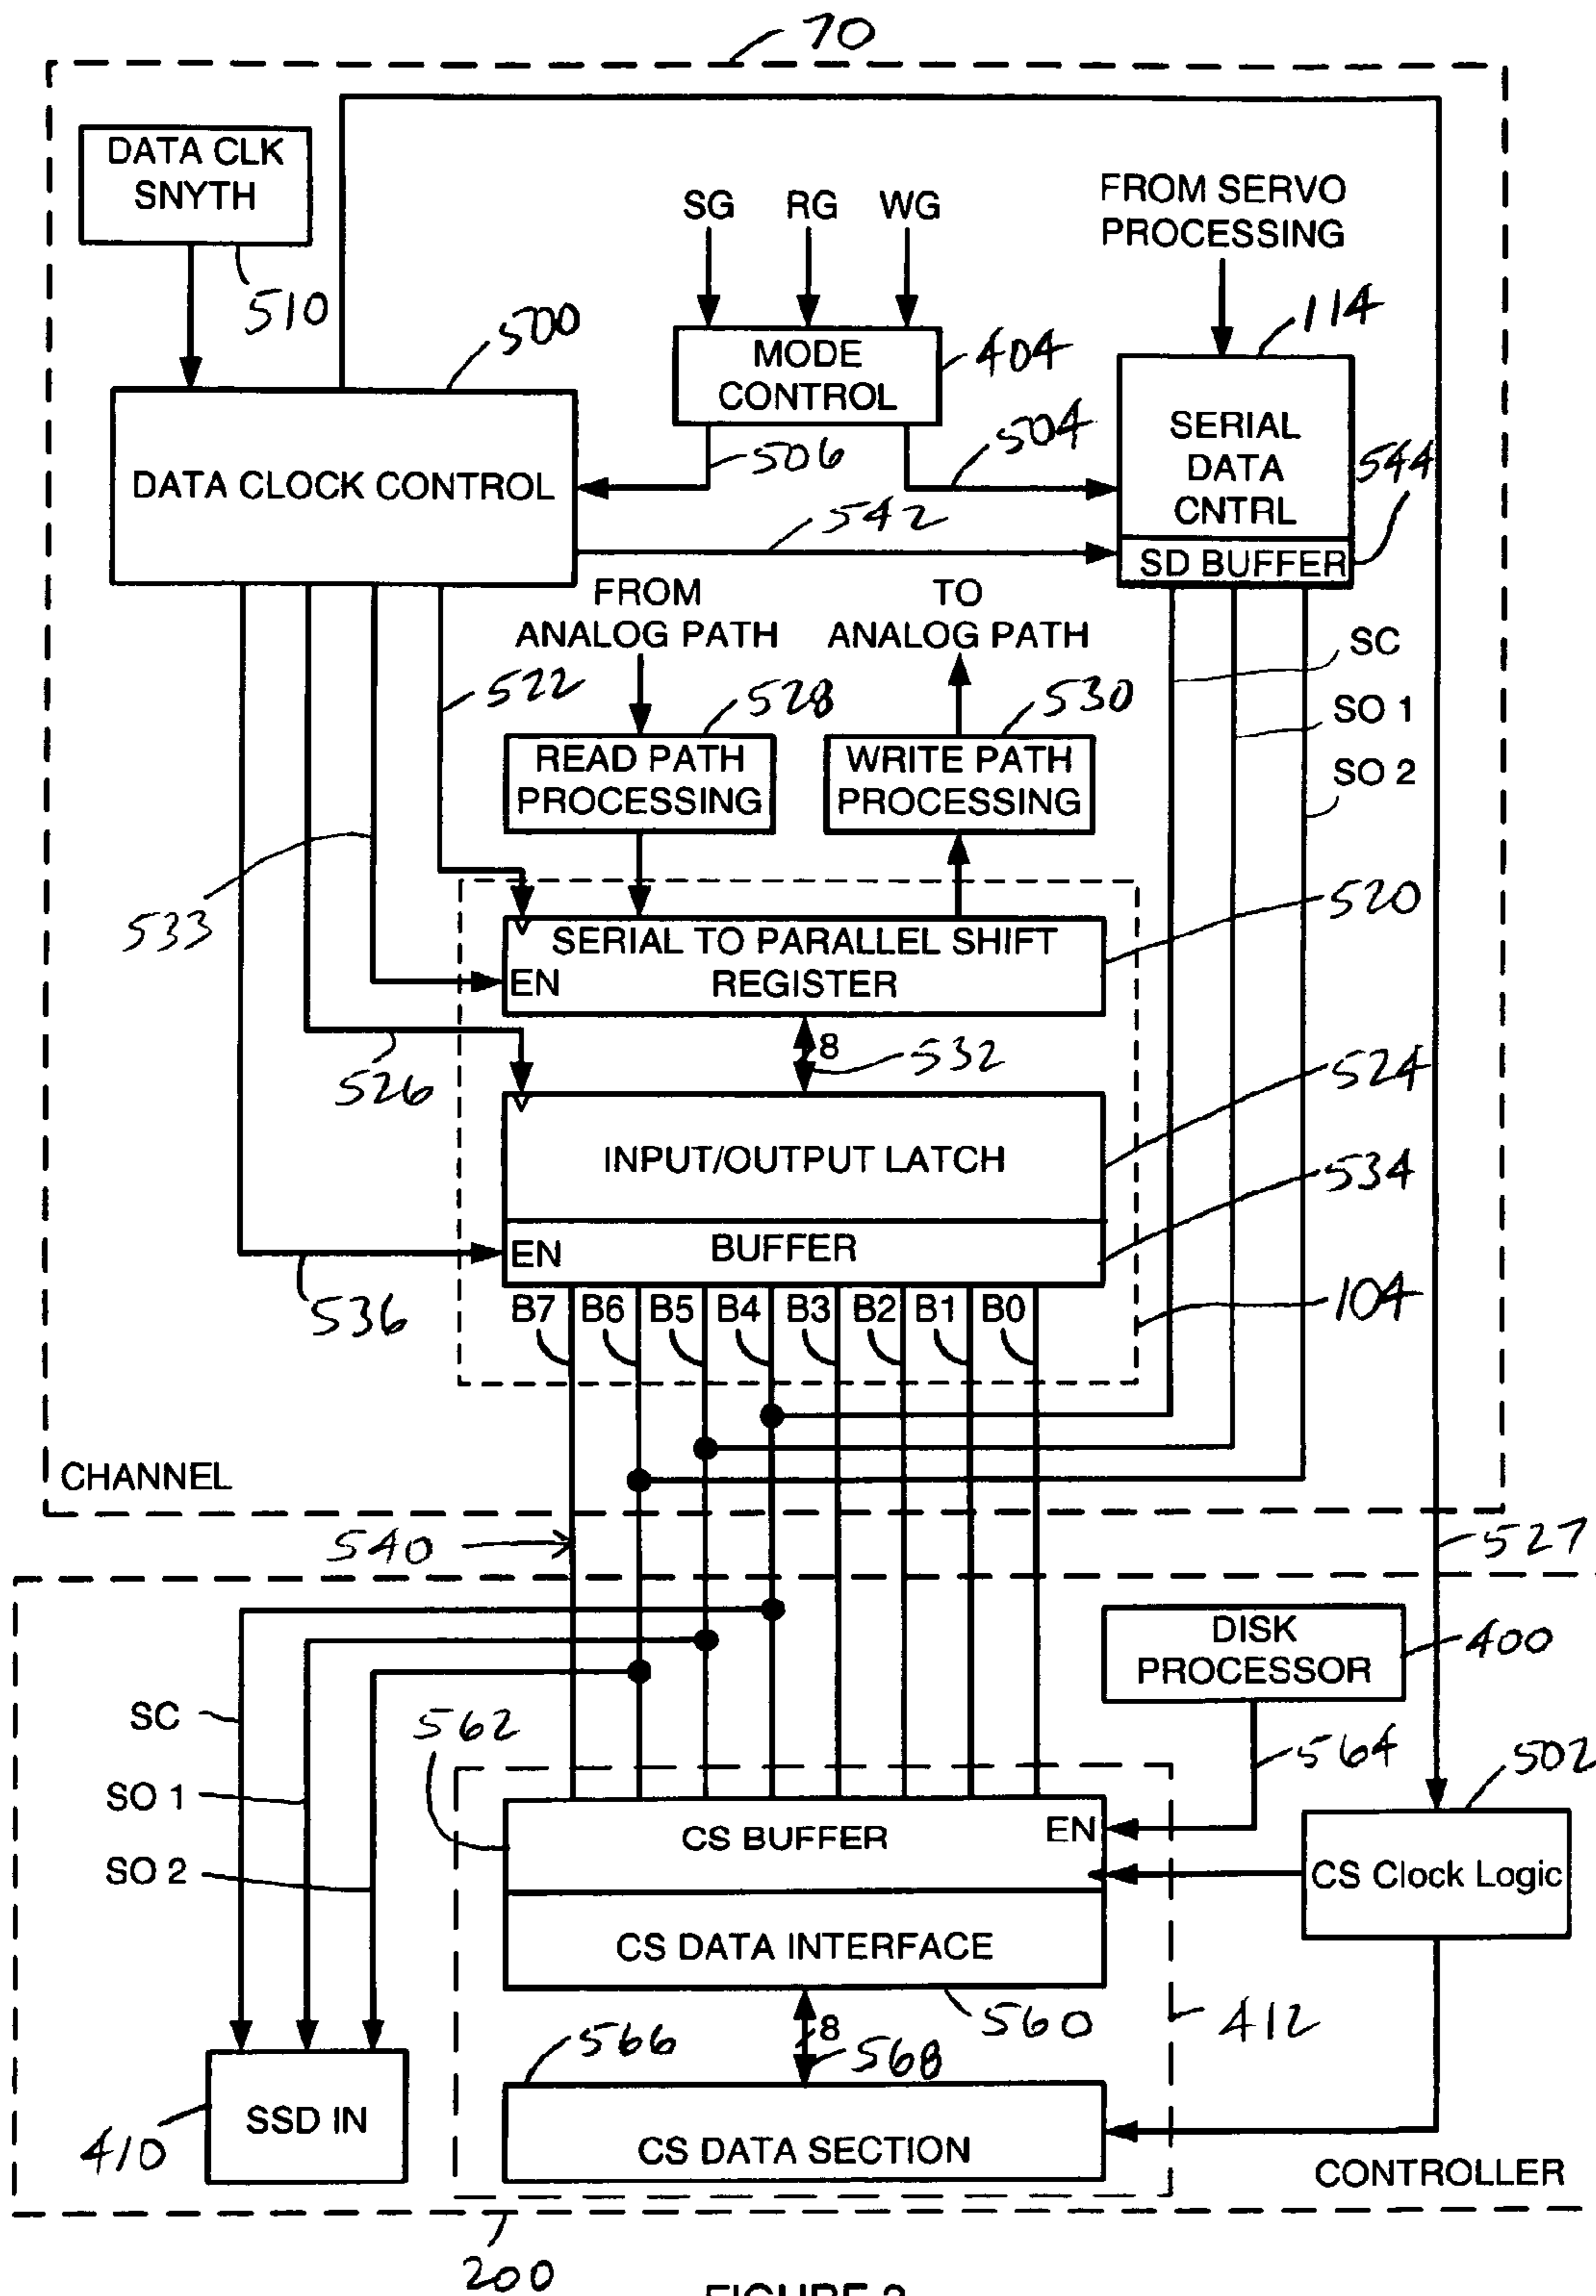 70
DATA CLK
SNYTH
510
SG RG WG
FROM SERVO
PROCESSING
500
MODE
CONTROL
404
114
SERIAL
DATA
CNTRL
544
SD BUFFER
DATA CLOCK CONTROL
506
504
542
FROM
ANALOG PATH
TO
ANALOG PATH
SC
SO 1
SO 2
522
528
530
READ PATH
PROCESSING
WRITE PATH
PROCESSING
533
520
SERIAL TO PARALLEL SHIFT
REGISTER
EN
8
532
526
524
INPUT/OUTPUT LATCH
534
EN
BUFFER
536
B7 B6 B5 B4 B3 B2 B1 B0
104
CHANNEL
540
527
DISK
PROCESSOR
400
SC
562
564
502
SO 1
CS BUFFER
EN
SO 2
CS Clock Logic
CS DATA INTERFACE
560
412
8
566
568
SSD IN
410
CS DATA SECTION
CONTROLLER
200